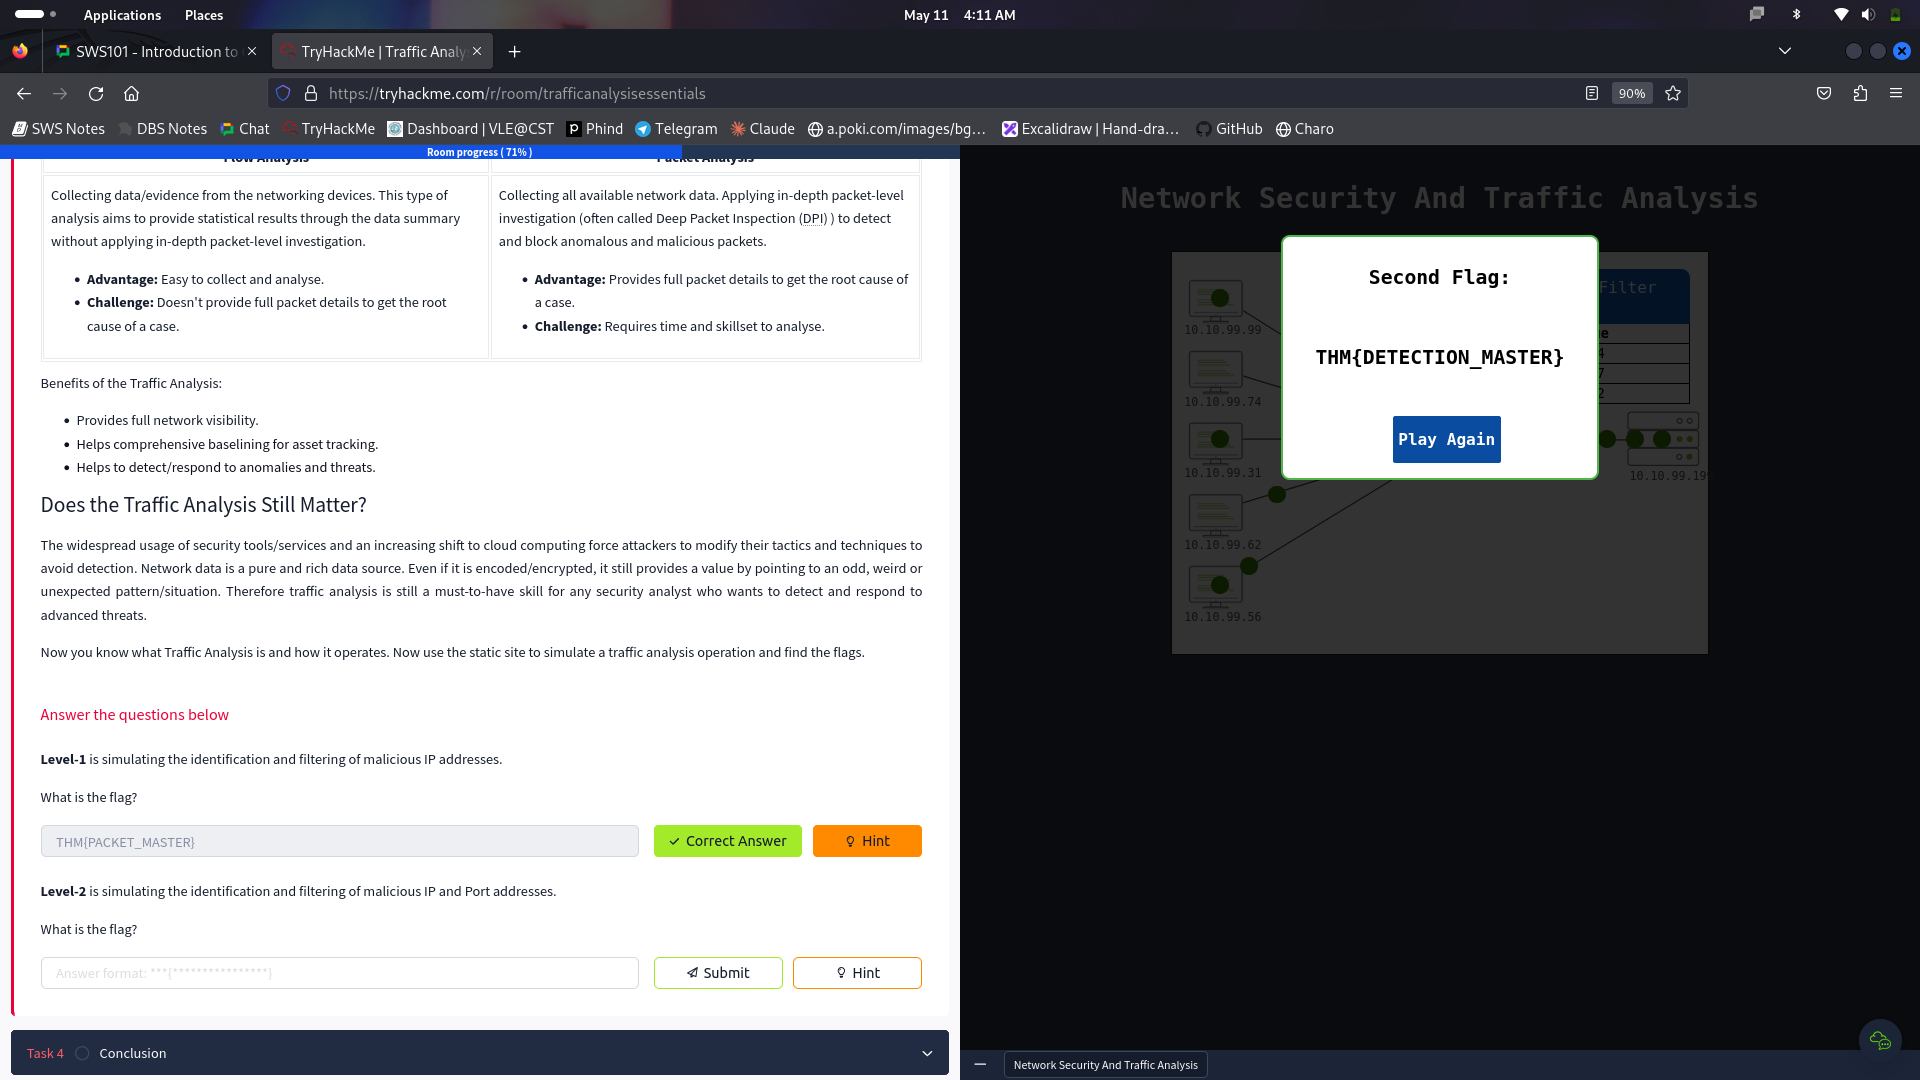 Applications
Places
May 11 4:11 AM
SWS101 - Introduction to
TryHackMe | Traffic Analy
https://tryhackme.com/r/room/trafficanalysisessentials
90%
SWS Notes
DBS Notes
Chat
TryHackMe
Dashboard | VLE@CST
Phind
Telegram
Claude
a.poki.com/images/bg...
Excalidraw | Hand-dra...
GitHub
Charo
Room progress ( 71% )
Flow Analysis
Packet Analysis
Collecting data/evidence from the networking devices. This type of
analysis aims to provide statistical results through the data summary
without applying in-depth packet-level investigation.
Advantage: Easy to collect and analyse.
Challenge: Doesn't provide full packet details to get the root
cause of a case.
Collecting all available network data. Applying in-depth packet-level
investigation (often called Deep Packet Inspection (DPI) ) to detect
and block anomalous and malicious packets.
Advantage: Provides full packet details to get the root cause of
a case.
Challenge: Requires time and skillset to analyse.
Benefits of the Traffic Analysis:
Provides full network visibility.
Helps comprehensive baselining for asset tracking.
Helps to detect/respond to anomalies and threats.
Does the Traffic Analysis Still Matter?
The widespread usage of security tools/services and an increasing shift to cloud computing force attackers to modify their tactics and techniques to
avoid detection. Network data is a pure and rich data source. Even if it is encoded/encrypted, it still provides a value by pointing to an odd, weird or
unexpected pattern/situation. Therefore traffic analysis is still a must-to-have skill for any security analyst who wants to detect and respond to
advanced threats.
Now you know what Traffic Analysis is and how it operates. Now use the static site to simulate a traffic analysis operation and find the flags.
Answer the questions below
Level-1 is simulating the identification and filtering of malicious IP addresses.
What is the flag?
THM{PACKET_MASTER}
Correct Answer
Hint
Level-2 is simulating the identification and filtering of malicious IP and Port addresses.
What is the flag?
Answer format: ***{****************}
Submit
Hint
Task 4
Conclusion
Network Security And Traffic Analysis
Filter
e
4
7
2
10.10.99.99
10.10.99.74
10.10.99.31
10.10.99.62
10.10.99.56
10.10.99.19
Second Flag:
THM{DETECTION_MASTER}
Play Again
Network Security And Traffic Analysis